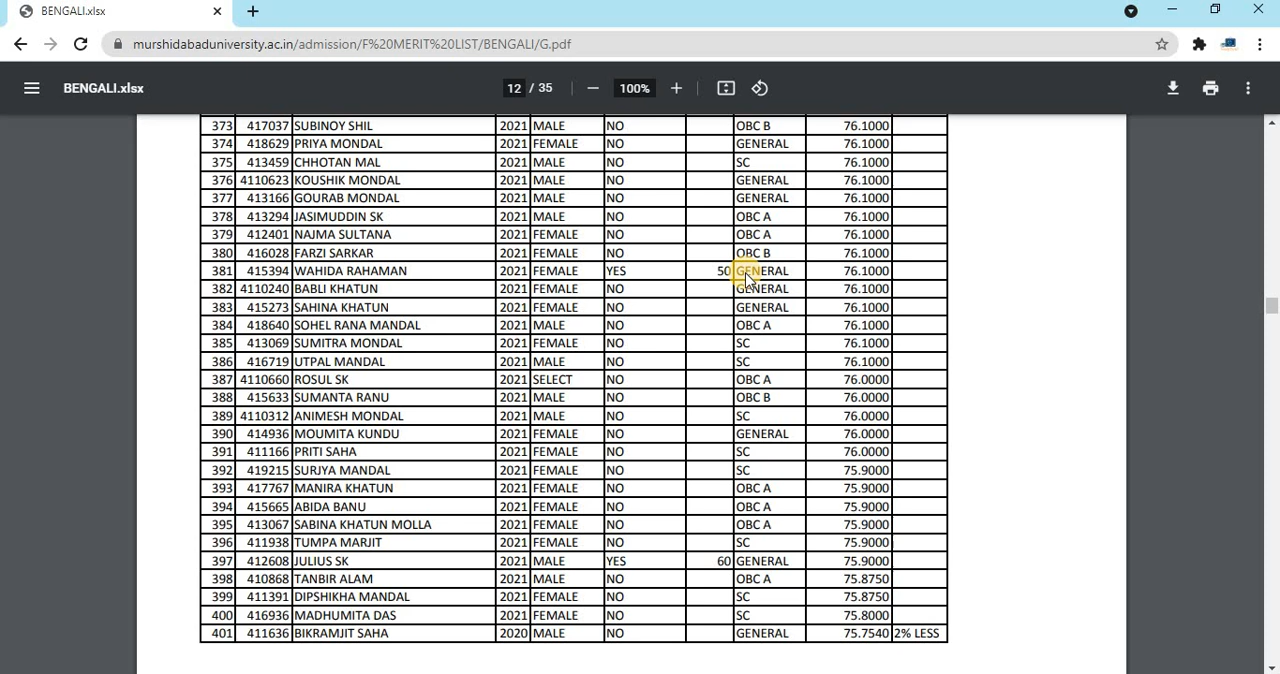 BENGALI.xlsx
murshidabaduniversity.ac.in/admission/F%20MERIT%20LIST/BENGALI/G.pdf
BENGALI.xlsx 12 / 35 100%
373 417037 SUBINOY SHIL 2021 MALE NO OBC B 76.1000
374 418629 PRIYA MONDAL 2021 FEMALE NO GENERAL 76.1000
375 413459 CHHOTAN MAL 2021 MALE NO SC 76.1000
376 4110623 KOUSHIK MONDAL 2021 MALE NO GENERAL 76.1000
377 413166 GOURAB MONDAL 2021 MALE NO GENERAL 76.1000
378 413294 JASIMUDDIN SK 2021 MALE NO OBC A 76.1000
379 412401 NAJMA SULTANA 2021 FEMALE NO OBC A 76.1000
380 416028 FARZI SARKAR 2021 FEMALE NO OBC B 76.1000
381 415394 WAHIDA RAHAMAN 2021 FEMALE YES 50 GENERAL 76.1000
382 4110240 BABLI KHATUN 2021 FEMALE NO GENERAL 76.1000
383 415273 SAHINA KHATUN 2021 FEMALE NO GENERAL 76.1000
384 418640 SOHEL RANA MANDAL 2021 MALE NO OBC A 76.1000
385 413069 SUMITRA MONDAL 2021 FEMALE NO SC 76.1000
386 416719 UTPAL MANDAL 2021 MALE NO SC 76.1000
387 4110660 ROSUL SK 2021 SELECT NO OBC A 76.0000
388 415633 SUMANTA RANU 2021 MALE NO OBC B 76.0000
389 4110312 ANIMESH MONDAL 2021 MALE NO SC 76.0000
390 414936 MOUMITA KUNDU 2021 FEMALE NO GENERAL 76.0000
391 411166 PRITI SAHA 2021 FEMALE NO SC 76.0000
392 419215 SURJYA MANDAL 2021 FEMALE NO SC 75.9000
393 417767 MANIRA KHATUN 2021 FEMALE NO OBC A 75.9000
394 415665 ABIDA BANU 2021 FEMALE NO OBC A 75.9000
395 413067 SABINA KHATUN MOLLA 2021 FEMALE NO OBC A 75.9000
396 411938 TUMPA MARJIT 2021 FEMALE NO SC 75.9000
397 412608 JULIUS SK 2021 MALE YES 60 GENERAL 75.9000
398 410868 TANBIR ALAM 2021 MALE NO OBC A 75.8750
399 411391 DIPSHIKHA MANDAL 2021 FEMALE NO SC 75.8750
400 416936 MADHUMITA DAS 2021 FEMALE NO SC 75.8000
401 411636 BIKRAMJIT SAHA 2020 MALE NO GENERAL 75.7540 2% LESS